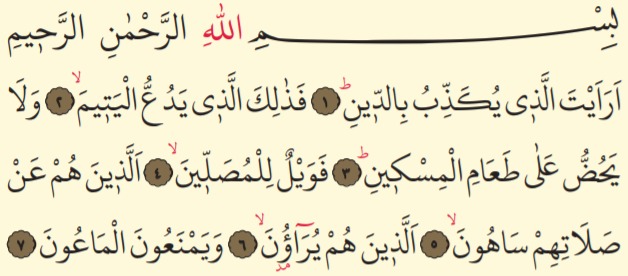 بِسْمِ اللّٰهِ الرَّحْمٰنِ الرَّح۪يمِ
اَرَاَيْتَ الَّذ۪ى يُكَذِّبُ بِالدّ۪ينِۜ ﴿١﴾ فَذٰلِكَ الَّذ۪ى يَدُعُّ الْيَت۪يمَۙ ﴿٢﴾ وَلَا
يَحُضُّ عَلٰى طَعَامِ الْمِسْك۪ينِۜ ﴿٣﴾ فَوَيْلٌ لِلْمُصَلّ۪ينَۙ ﴿٤﴾ اَلَّذ۪ينَ هُمْ عَنْ
صَلَاتِهِمْ سَاهُونَۙ ﴿٥﴾ اَلَّذ۪ينَ هُمْ يُرَٓاؤُ۫نَۙ ﴿٦﴾ وَيَمْنَعُونَ الْمَاعُونَ ﴿٧﴾
مد